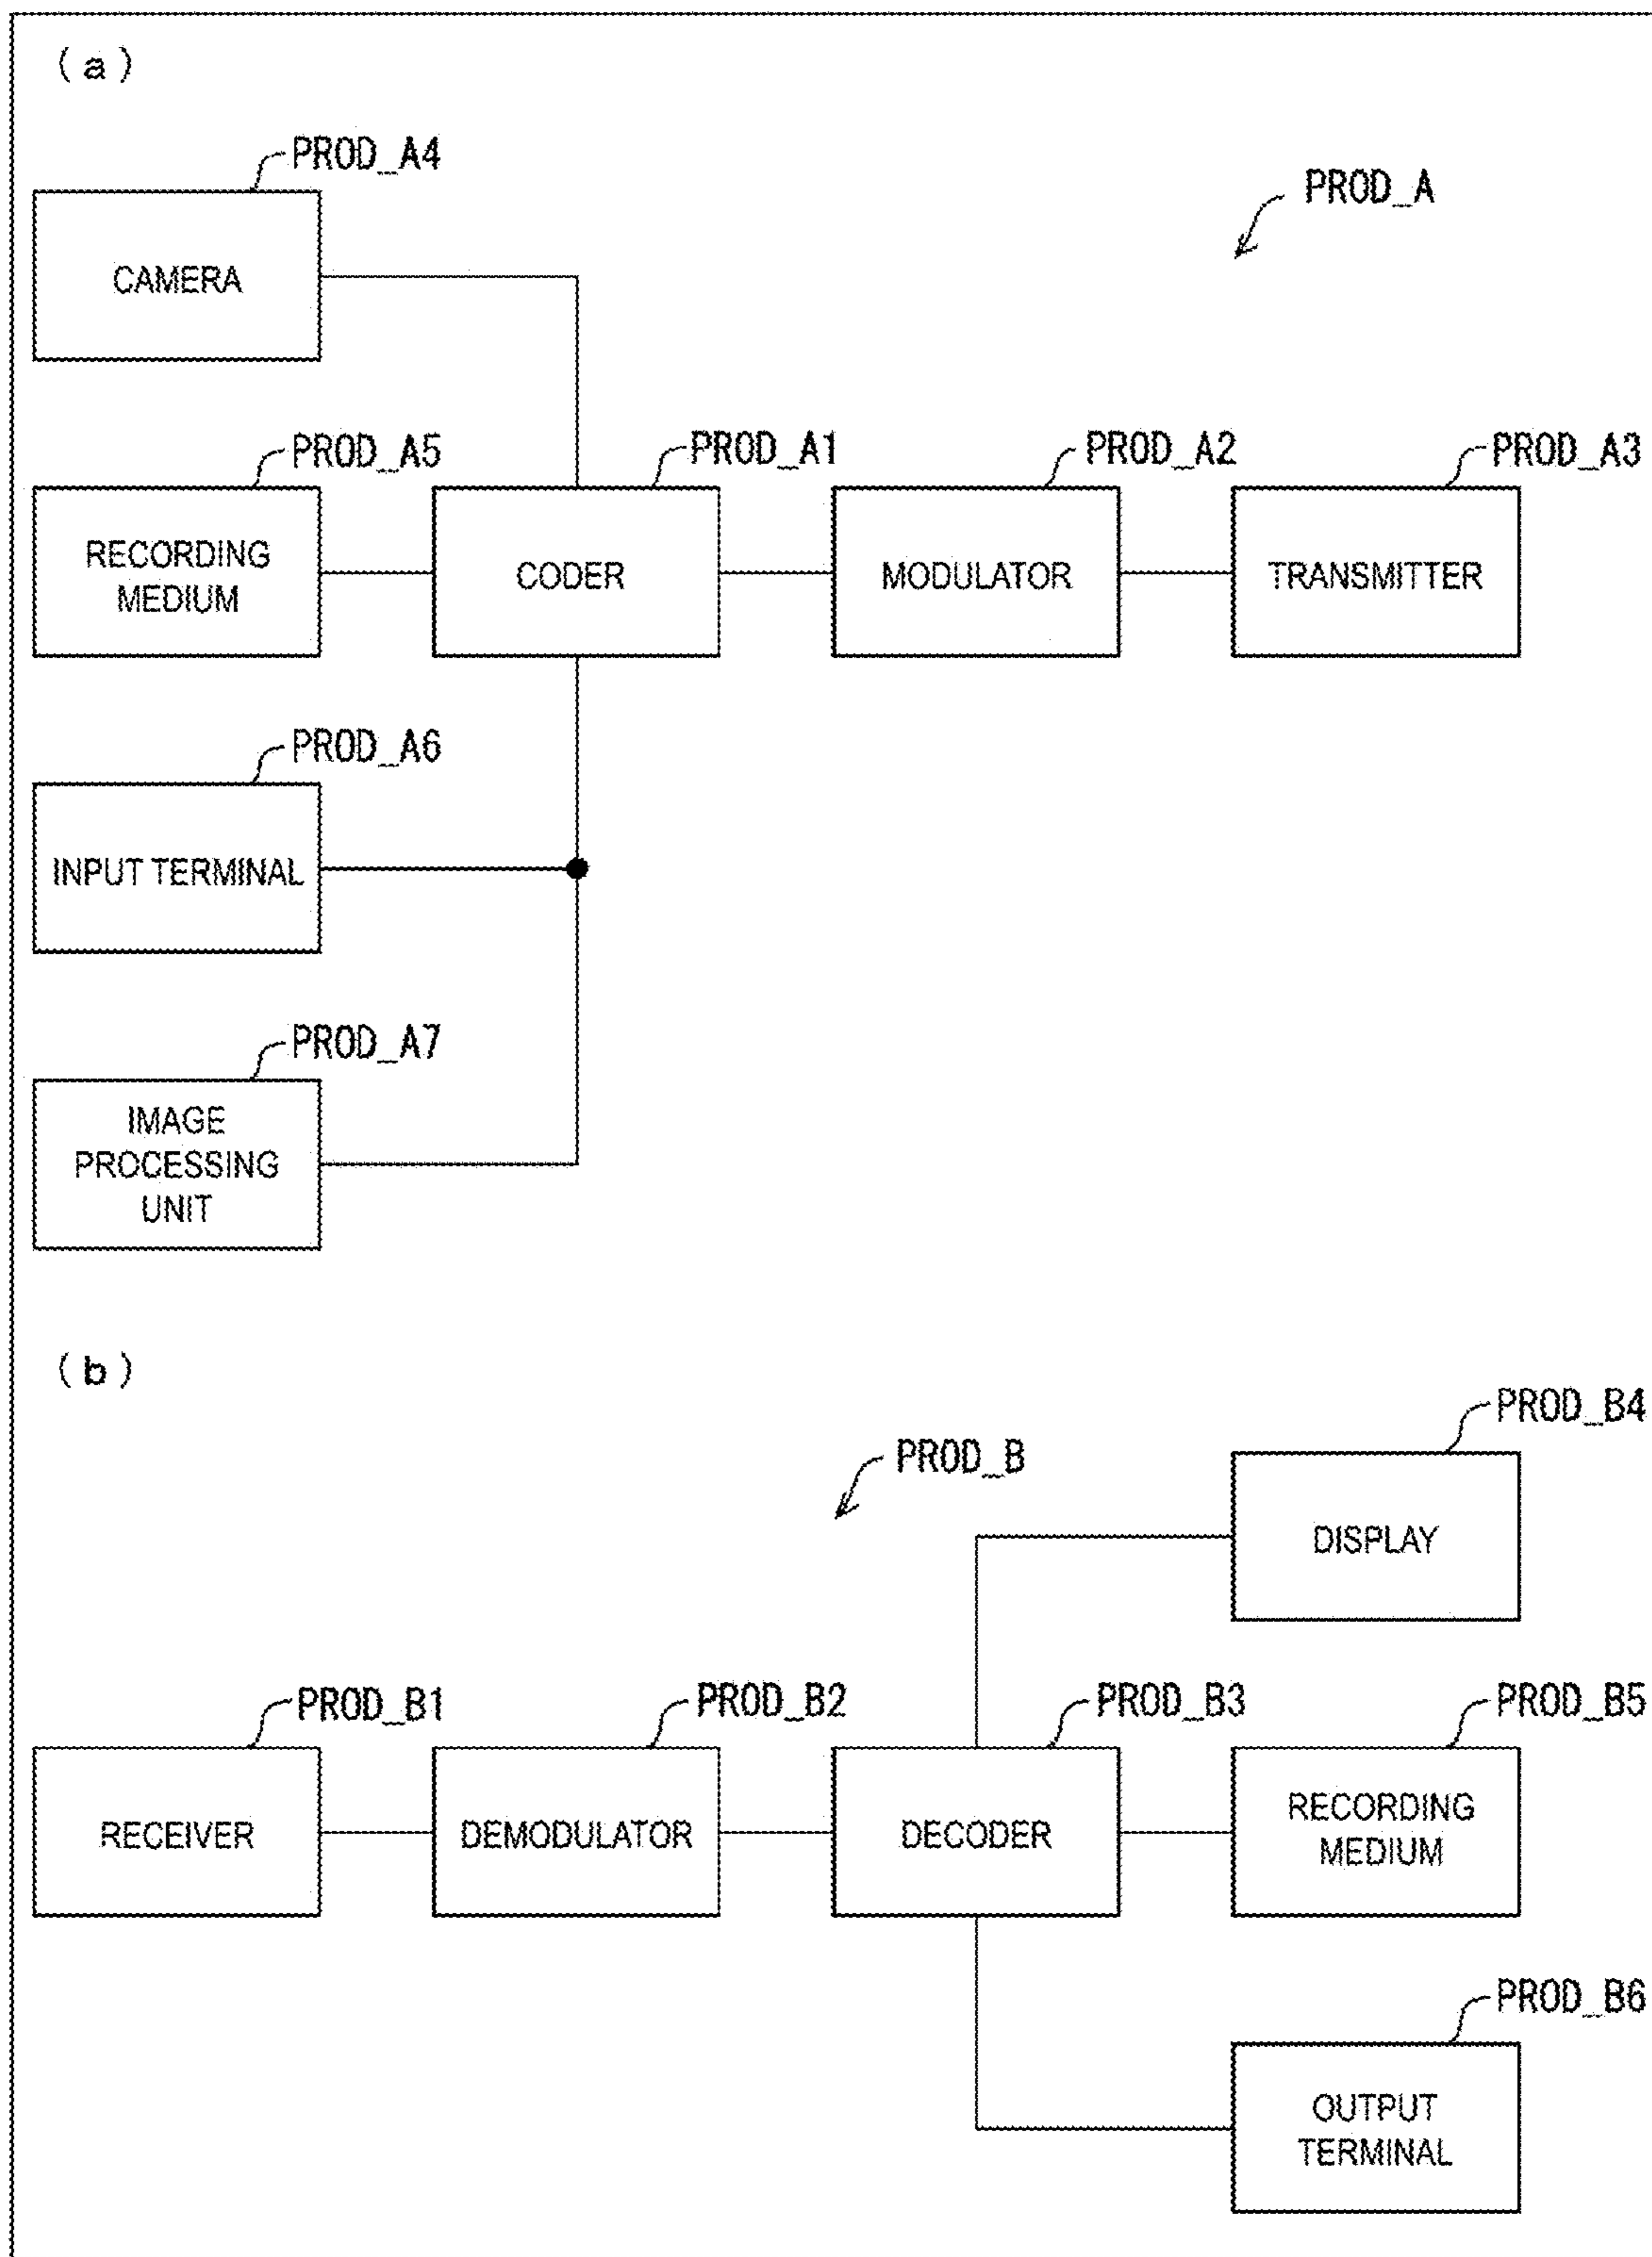 (a)
PROD_A4
PROD_A
CAMERA
PROD_A5
PROD_A1
PROD_A2
PROD_A3
RECORDING
MEDIUM
CODER
MODULATOR
TRANSMITTER
PROD_A6
INPUT TERMINAL
PROD_A7
IMAGE
PROCESSING
UNIT
(b)
PROD_B4
PROD_B
DISPLAY
PROD_B1
PROD_B2
PROD_B3
PROD_B5
RECEIVER
DEMODULATOR
DECODER
RECORDING
MEDIUM
PROD_B6
OUTPUT
TERMINAL